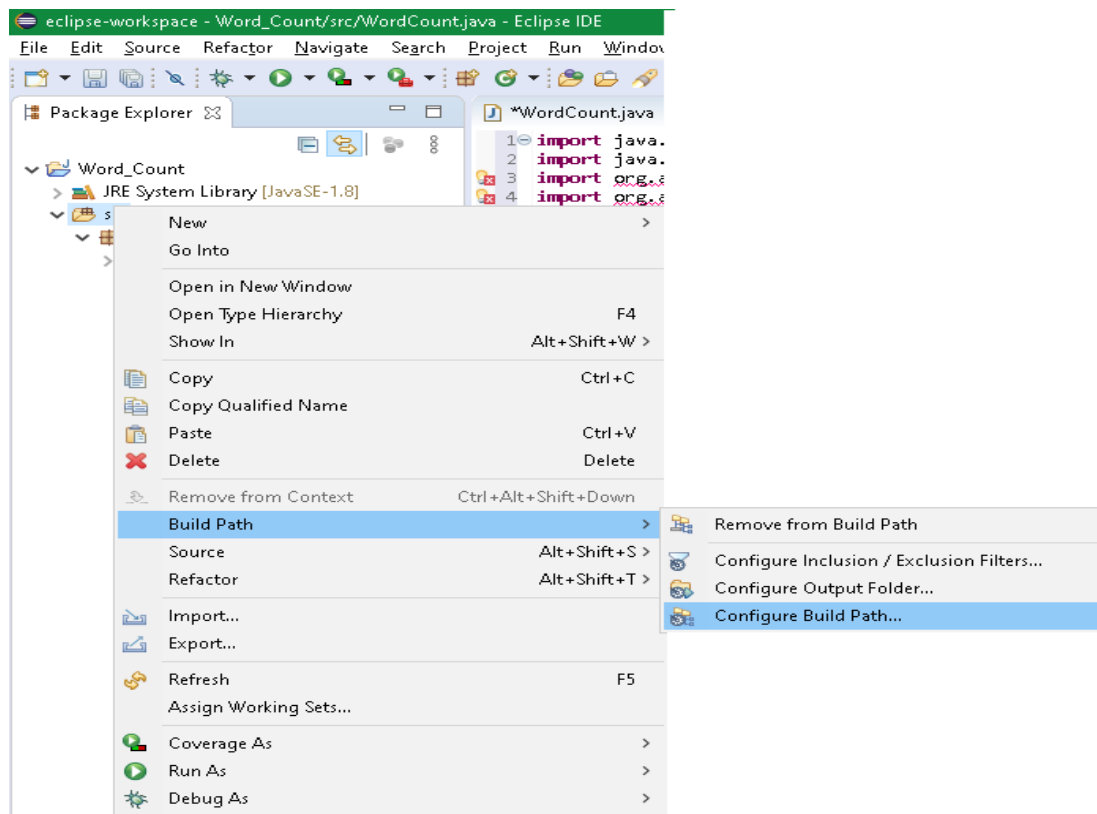 eclipse-workspace - Word_Count/src/WordCount.java - Eclipse IDE
File Edit Source Refactor Navigate Search Project Run
Package Explorer
*WordCount.java
1 import java.
2 import java.
3 import org.
4 import org.
Word_Count
JRE System Library [JavaSE-1.8]
s
New
Go Into
Open in New Window
Open Type Hierarchy F4
Show In Alt+Shift+W >
Copy Ctrl+C
Copy Qualified Name
Paste Ctrl+V
Delete Delete
Remove from Context Ctrl+Alt+Shift+Down
Build Path >
Remove from Build Path
Source Alt+Shift+S >
Configure Inclusion / Exclusion Filters...
Refactor Alt+Shift+T >
Configure Output Folder...
Import...
Configure Build Path...
Export...
Refresh F5
Assign Working Sets...
Coverage As >
Run As >
Debug As >